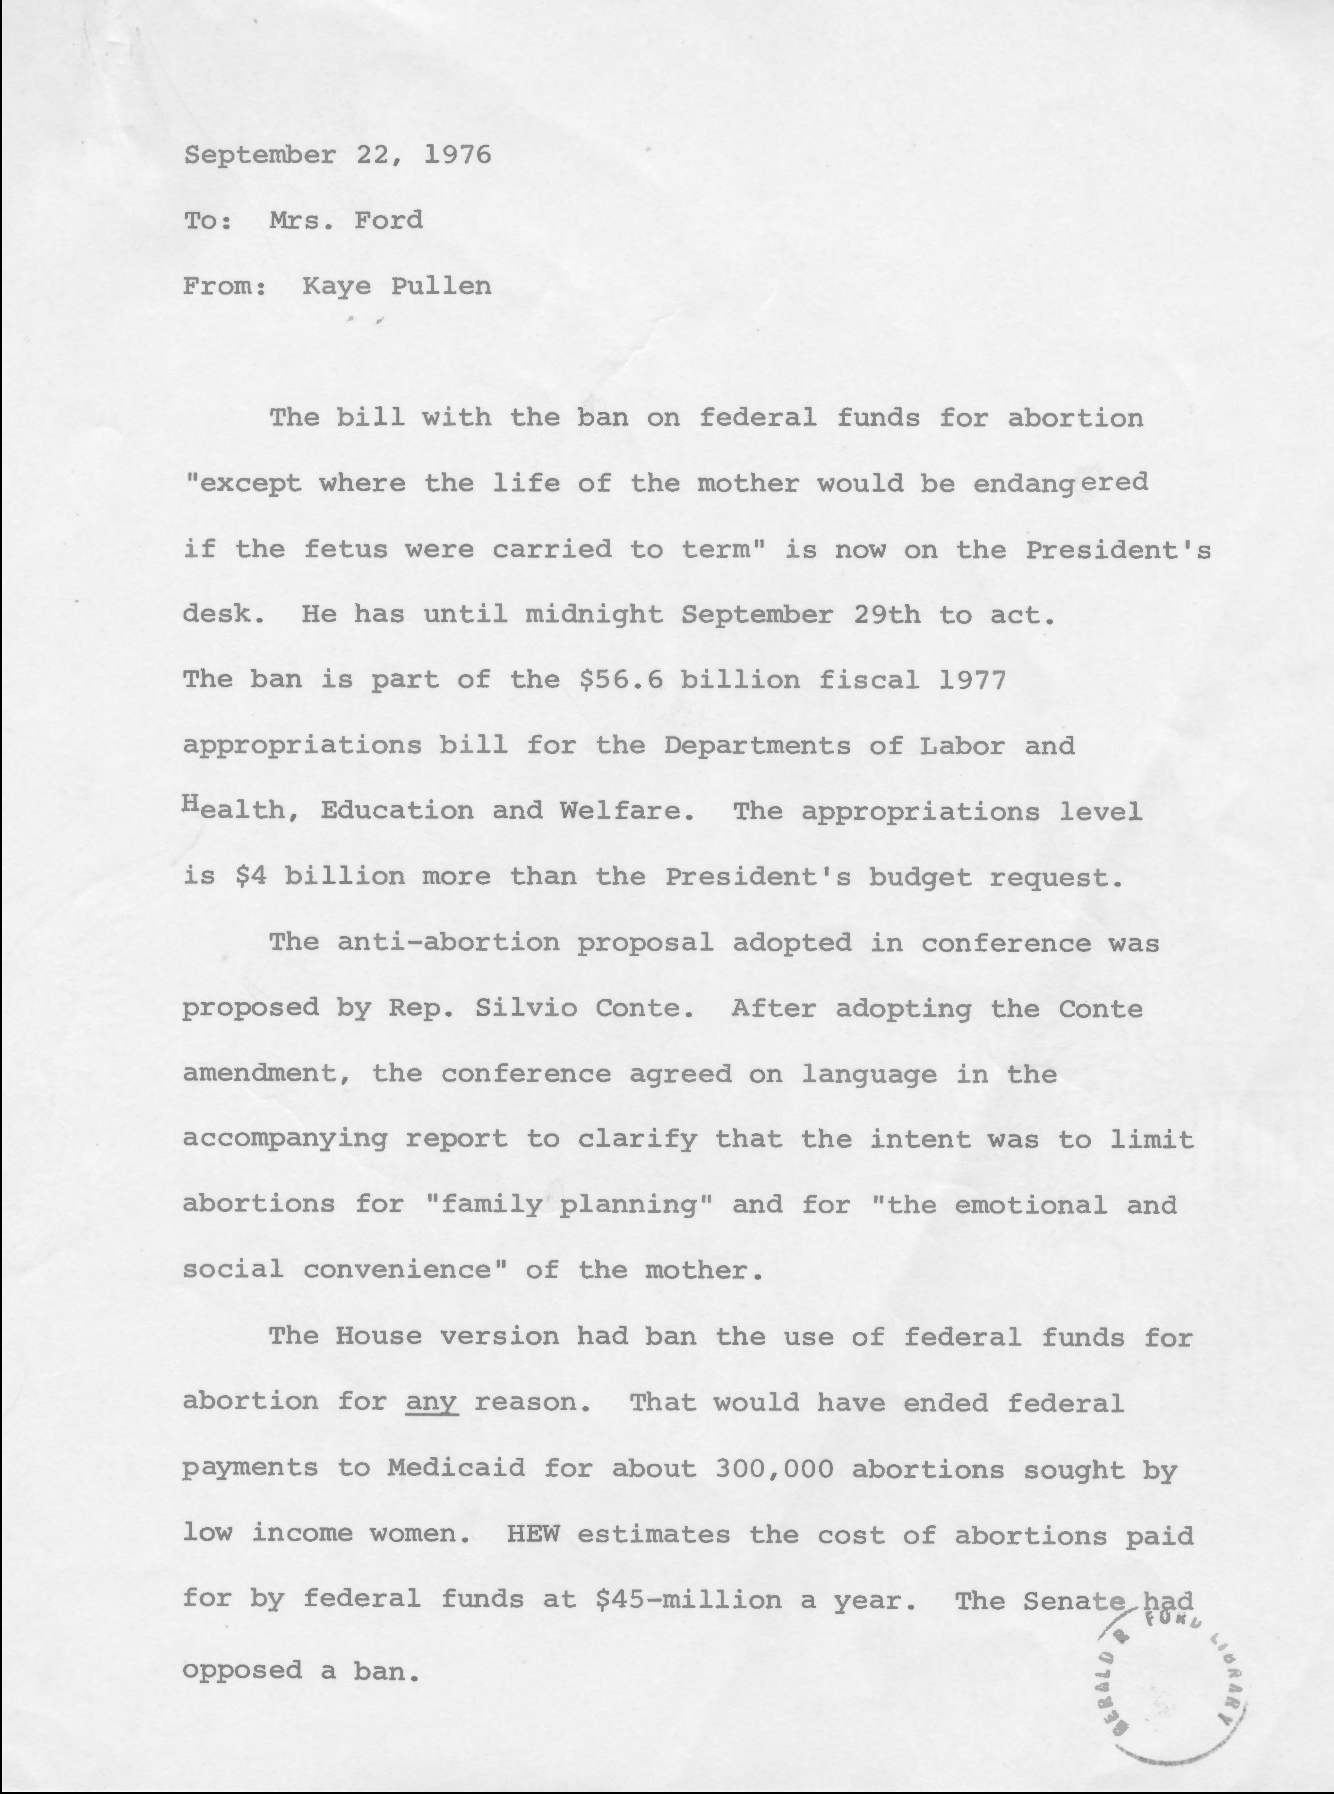 September 22, 1976
To:  Mrs. Ford
From:  Kaye Pullen
The bill with the ban on federal funds for abortion
"except where the life of the mother would be endangered
if the fetus were carried to term" is now on the President's
desk.  He has until midnight September 29th to act.
The ban is part of the $56.6 billion fiscal 1977
appropriations bill for the Departments of Labor and
Health, Education and Welfare.  The appropriations level
is $4 billion more than the President's budget request.
The anti-abortion proposal adopted in conference was
proposed by Rep. Silvio Conte.  After adopting the Conte
amendment, the conference agreed on language in the
accompanying report to clarify that the intent was to limit
abortions for "family planning" and for "the emotional and
social convenience" of the mother.
The House version had ban the use of federal funds for
abortion for any reason.  That would have ended federal
payments to Medicaid for about 300,000 abortions sought by
low income women.  HEW estimates the cost of abortions paid
for by federal funds at $45-million a year.  The Senate had
opposed a ban.
GERALD R FORD LIBRARY